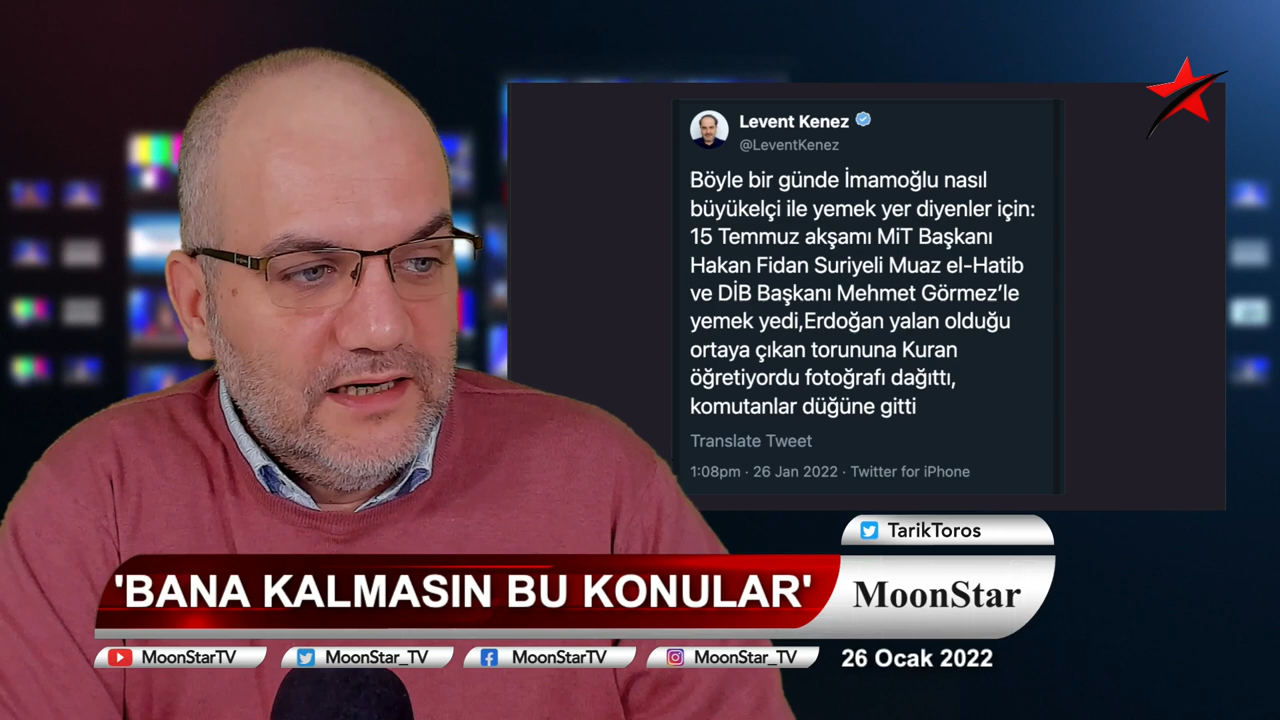 Levent Kenez
@LeventKenez
Böyle bir günde İmamoğlu nasıl
büyükelçi ile yemek yer diyenler için:
15 Temmuz akşamı MiT Başkanı
Hakan Fidan Suriyeli Muaz el-Hatib
ve DİB Başkanı Mehmet Görmez’le
yemek yedi,Erdoğan yalan olduğu
ortaya çıkan torununa Kuran
öğretiyordu fotoğrafı dağıttı,
komutanlar düğüne gitti
Translate Tweet
1:08pm · 26 Jan 2022 · Twitter for iPhone
TarikToros
'BANA KALMASIN BU KONULAR'
MoonStar
MoonStarTV
MoonStar_TV
MoonStarTV
MoonStar_TV
26 Ocak 2022